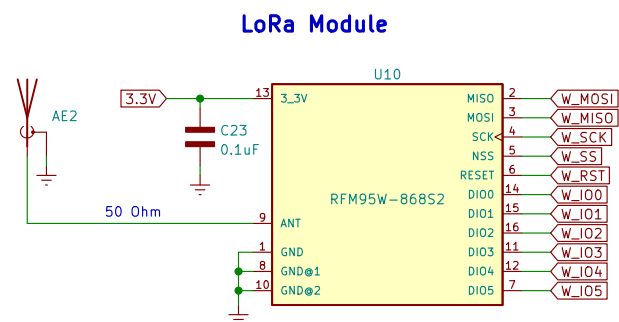 LoRa Module
U10
AE2
3.3V
13
3_3V
C23
0.1uF
50 Ohm
9
ANT
1
GND
8
GND@1
10
GND@2
RFM95W-868S2
MISO
2
W_MOSI
MOSI
3
W_MISO
SCK
4
W_SCK
NSS
5
W_SS
RESET
6
W_RST
DIO0
14
W_IO0
DIO1
15
W_IO1
DIO2
16
W_IO2
DIO3
11
W_IO3
DIO4
12
W_IO4
DIO5
7
W_IO5